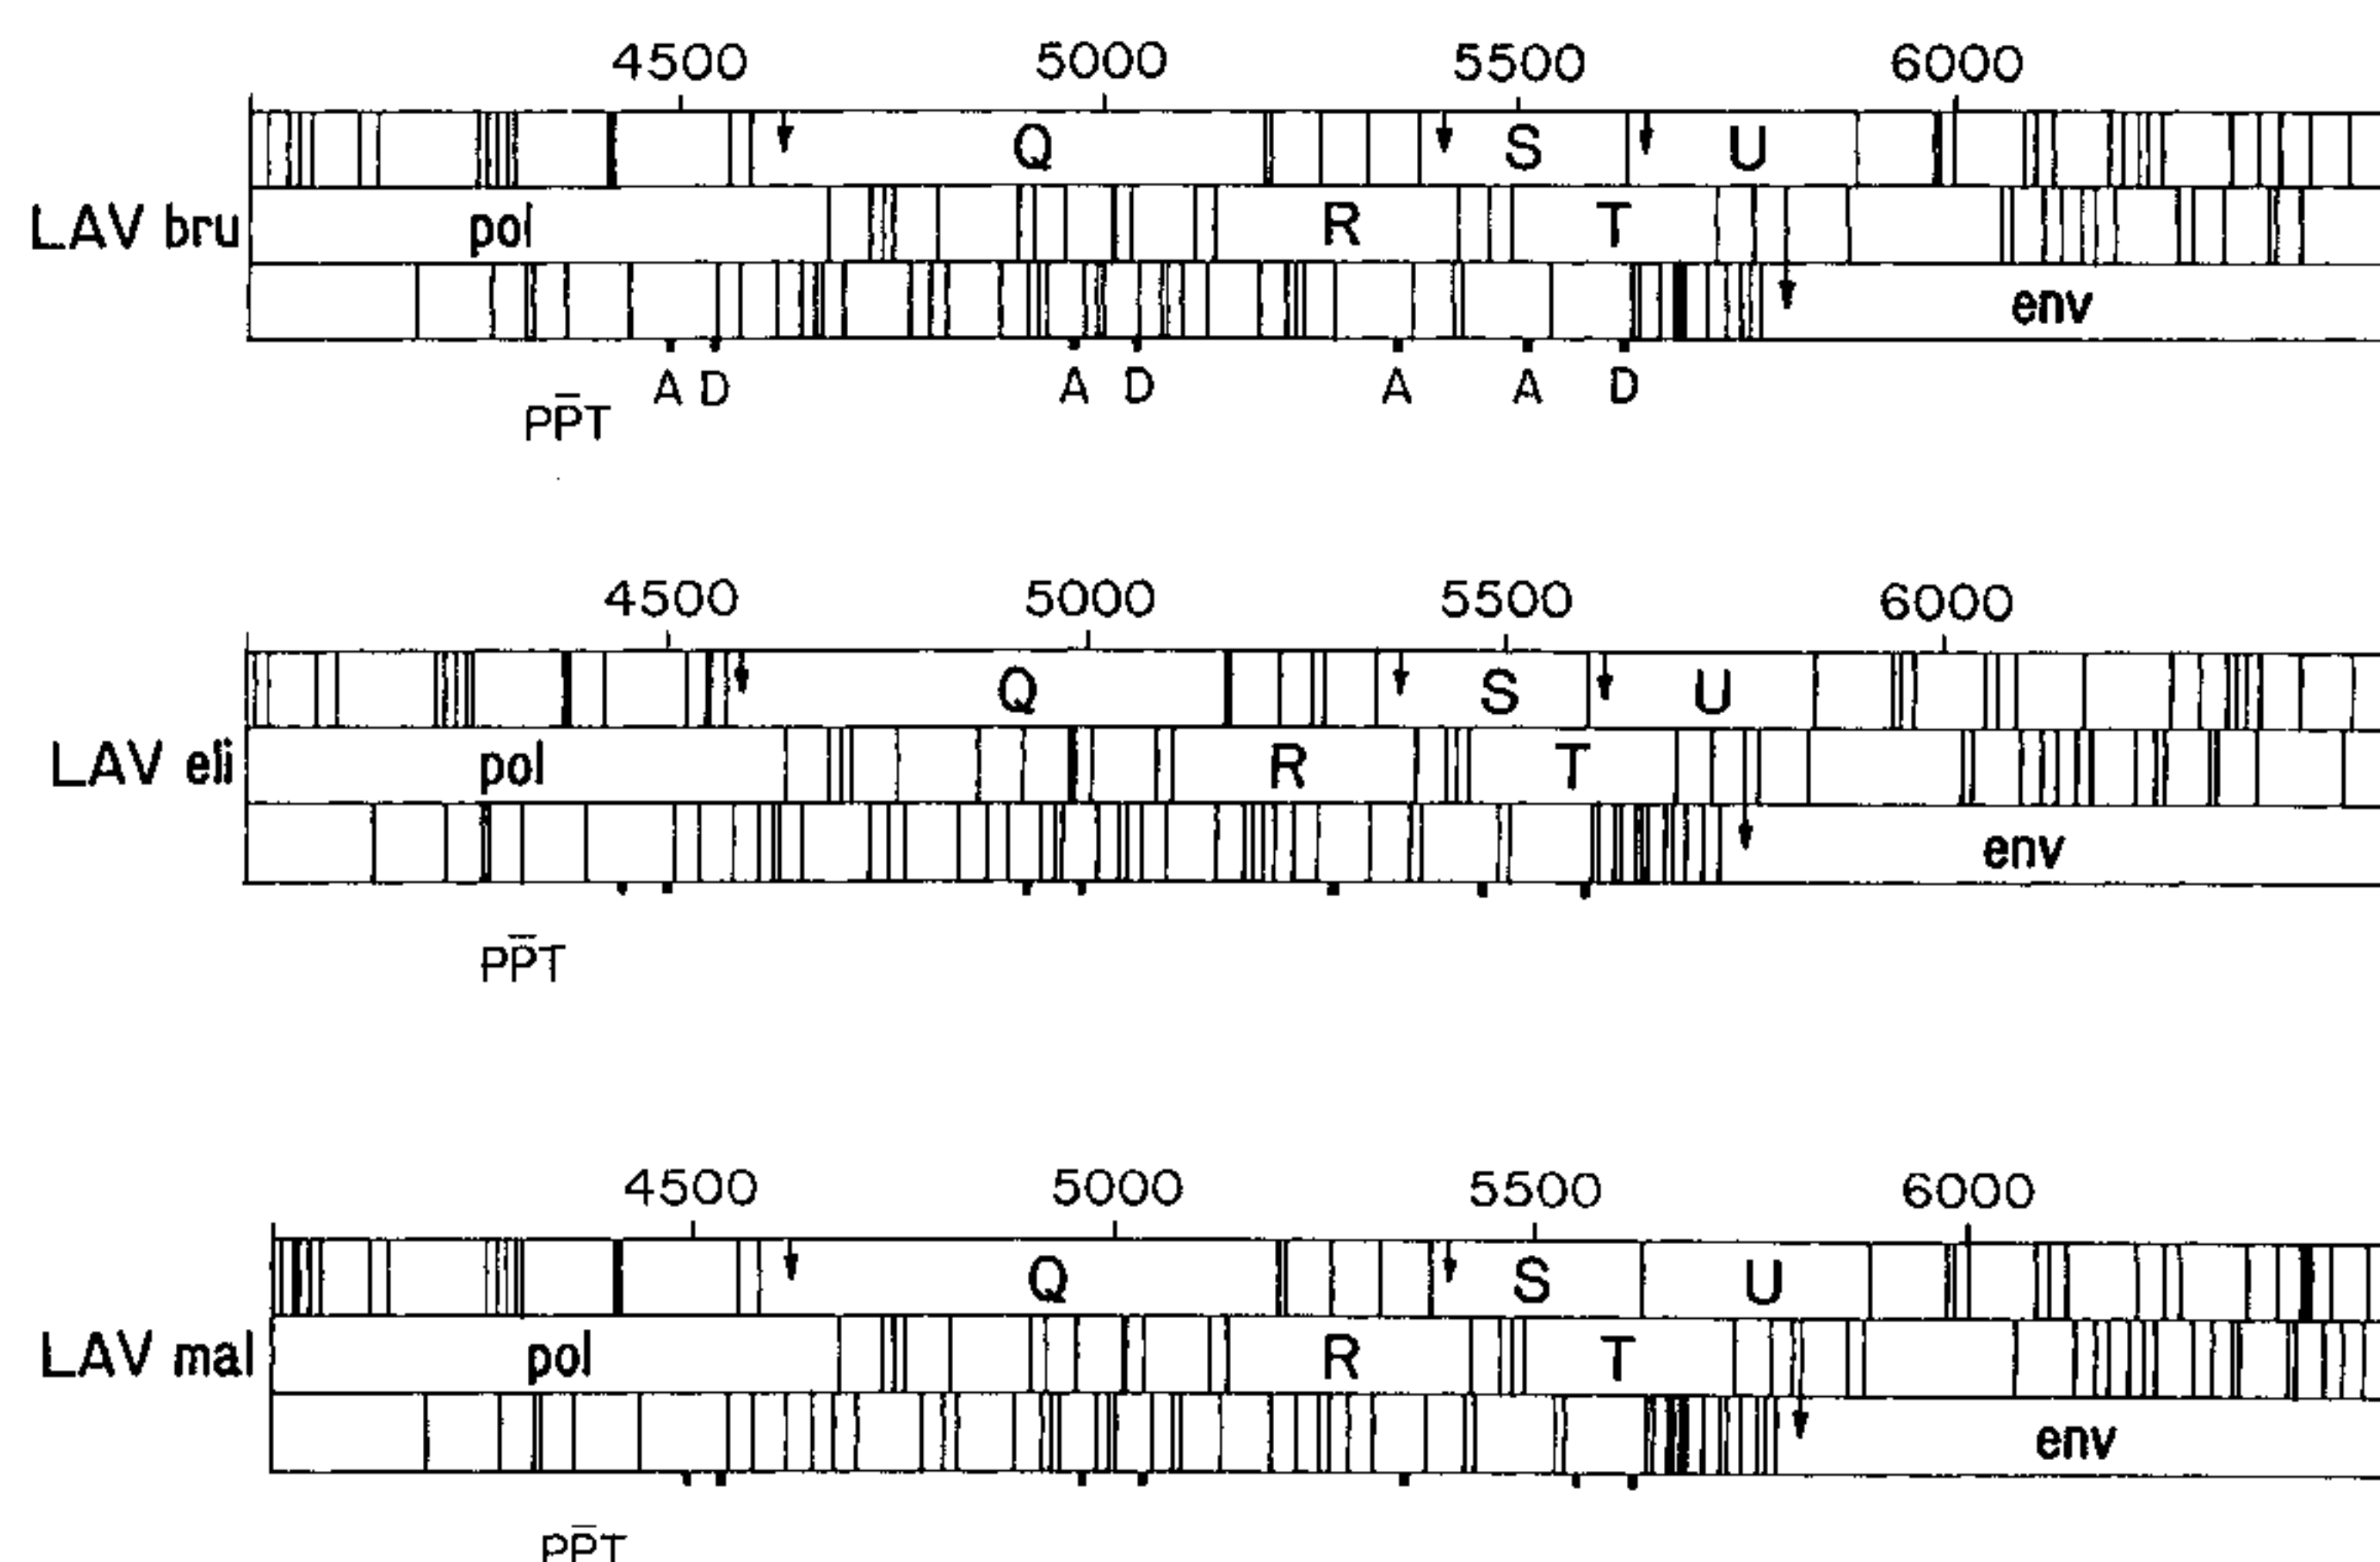 4500 5000 5500 6000
Q S U
LAV bru pol R T
env
A D A D A A D
PPT
4500 5000 5500 6000
Q S U
LAV eli pol R T
env
PPT
4500 5000 5500 6000
Q S U
LAV mal pol R T
env
PPT